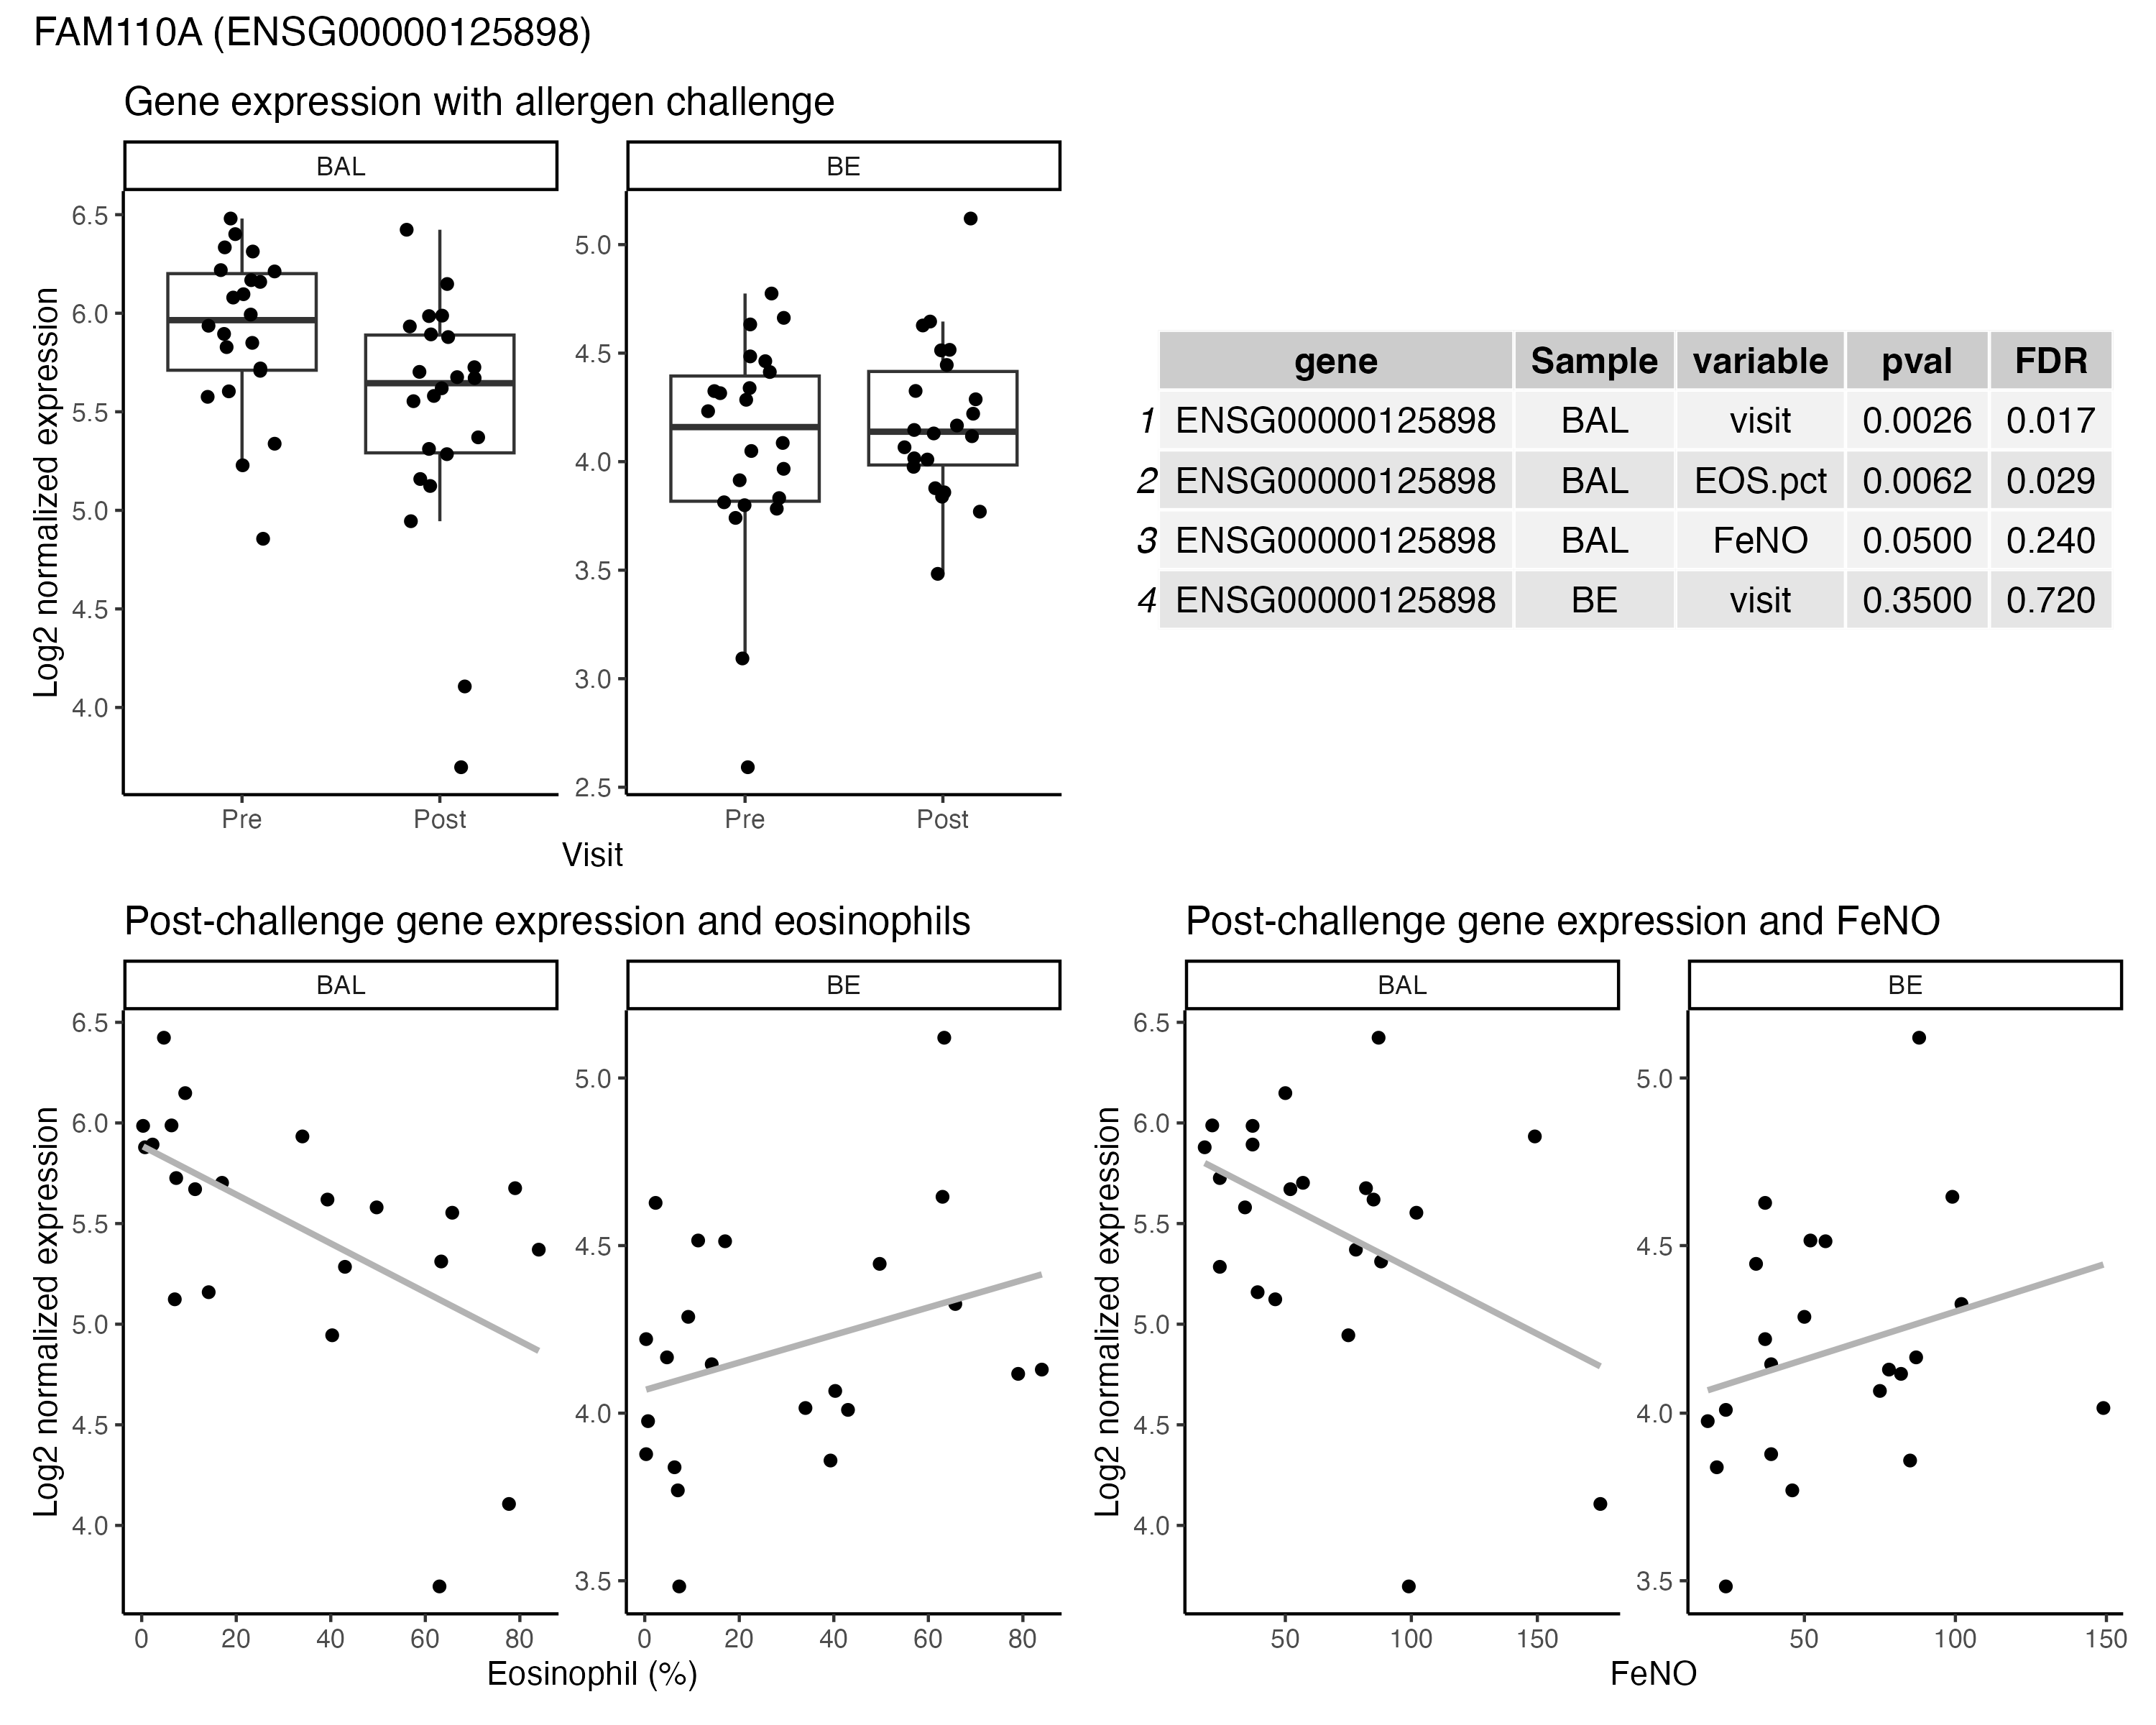 FAM110A (ENSG00000125898)
Gene expression with allergen challenge
BAL
BE
Log2 normalized expression
6.5
6.0
5.5
5.0
4.5
4.0
5.0
4.5
4.0
3.5
3.0
2.5
Pre
Post
Pre
Post
Visit
gene Sample variable pval FDR
1 ENSG00000125898 BAL visit 0.0026 0.017
2 ENSG00000125898 BAL EOS.pct 0.0062 0.029
3 ENSG00000125898 BAL FeNO 0.0500 0.240
4 ENSG00000125898 BE visit 0.3500 0.720
Post-challenge gene expression and eosinophils
BAL
BE
Log2 normalized expression
6.5
6.0
5.5
5.0
4.5
4.0
5.0
4.5
4.0
3.5
0 20 40 60 80
0 20 40 60 80
Eosinophil (%)
Post-challenge gene expression and FeNO
BAL
BE
Log2 normalized expression
6.5
6.0
5.5
5.0
4.5
4.0
5.0
4.5
4.0
3.5
50 100 150
50 100 150
FeNO